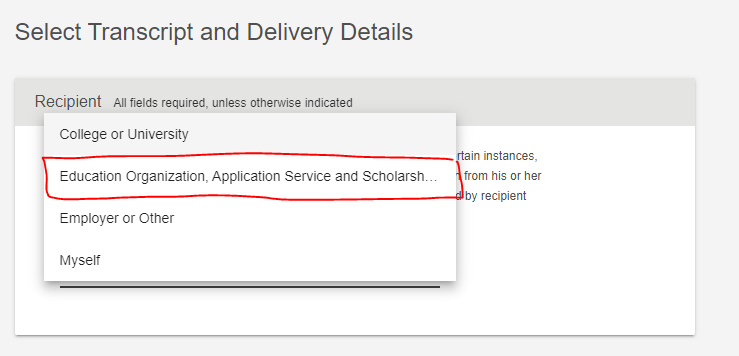 Select Transcript and Delivery Details
Recipient All fields required, unless otherwise indicated
College or University
rtain instances,
Education Organization, Application Service and Scholarsh...
from his or her
Employer or Other
d by recipient
Myself